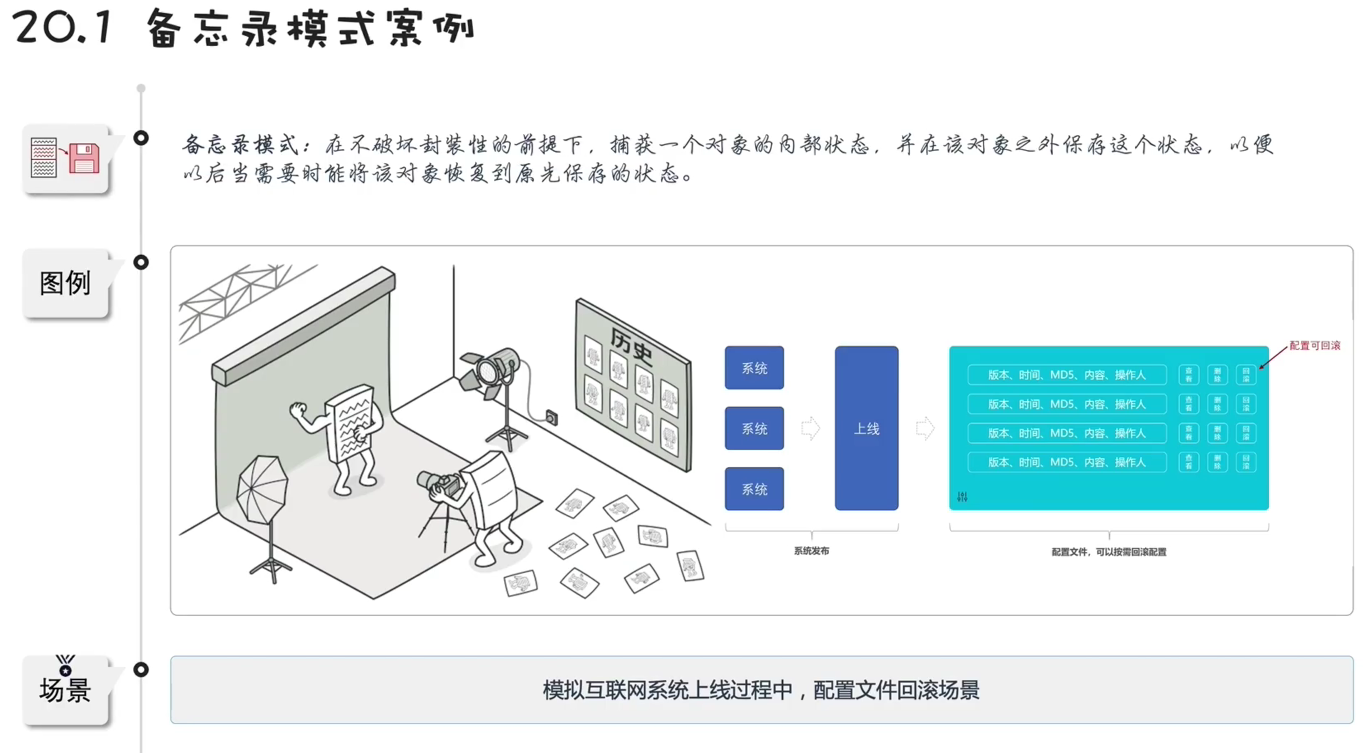 20.1 备忘录模式案例
备忘录模式：在不破坏封装性的前提下，捕获一个对象的内部状态，并在该对象之外保存这个状态，以便
以后当需要时能将该对象恢复到原先保存的状态。
图例
历史
系统
系统
系统
上线
系统发布
配置可回滚
版本、时间、MD5、内容、操作人 查看 删除 回滚
版本、时间、MD5、内容、操作人 查看 删除 回滚
版本、时间、MD5、内容、操作人 查看 删除 回滚
版本、时间、MD5、内容、操作人 查看 删除 回滚
配置文件，可以按需回滚配置
场景
模拟互联网系统上线过程中，配置文件回滚场景